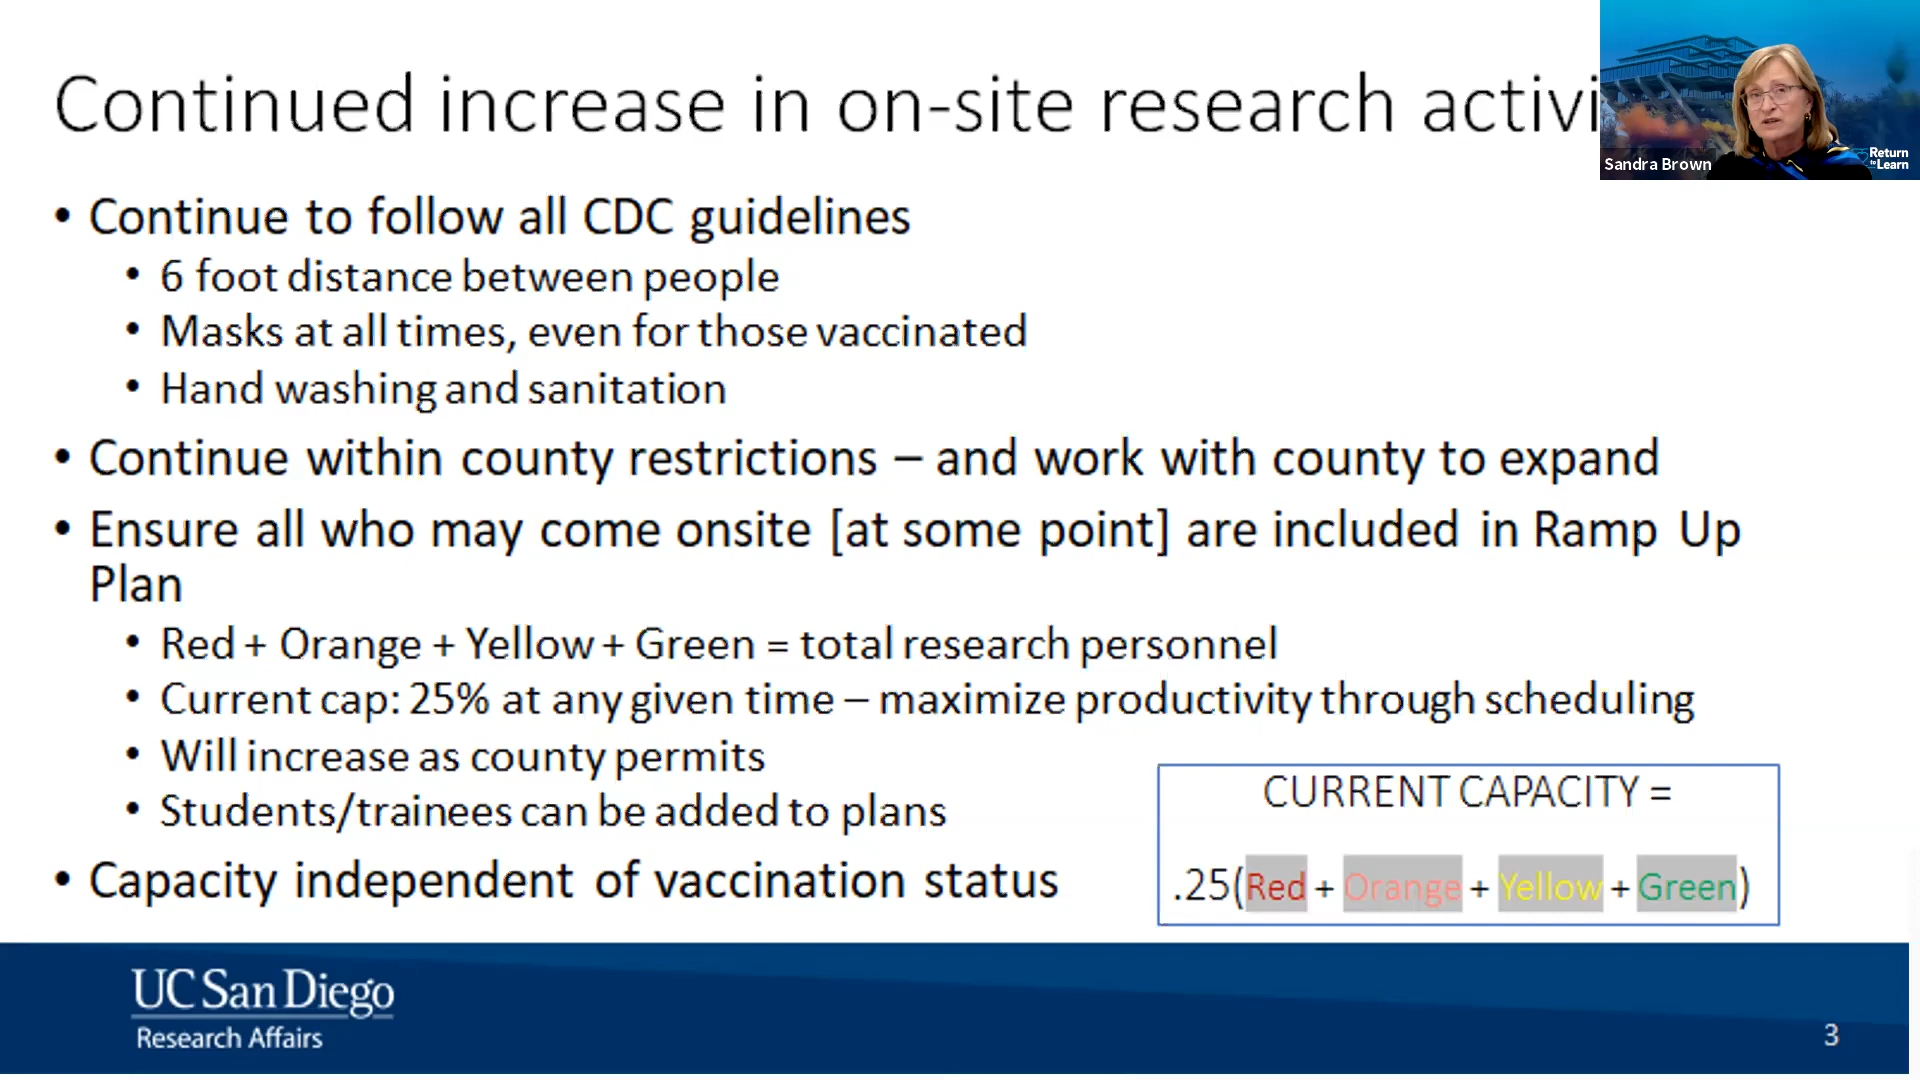 Continued increase in on-site research activi
Sandra Brown
Return
to Learn
• Continue to follow all CDC guidelines
• 6 foot distance between people
• Masks at all times, even for those vaccinated
• Hand washing and sanitation
• Continue within county restrictions – and work with county to expand
• Ensure all who may come onsite [at some point] are included in Ramp Up
Plan
• Red + Orange + Yellow + Green = total research personnel
• Current cap: 25% at any given time – maximize productivity through scheduling
• Will increase as county permits
• Students/trainees can be added to plans
• Capacity independent of vaccination status
CURRENT CAPACITY =
.25(Red + Orange + Yellow + Green)
UC San Diego
Research Affairs
3